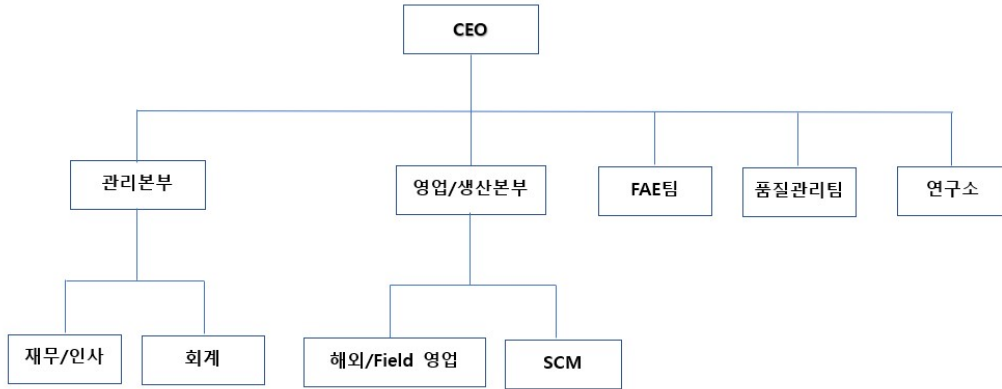 CEO
관리본부
영업/생산본부
FAE팀
품질관리팀
연구소
재무/인사
회계
해외/Field 영업
SCM